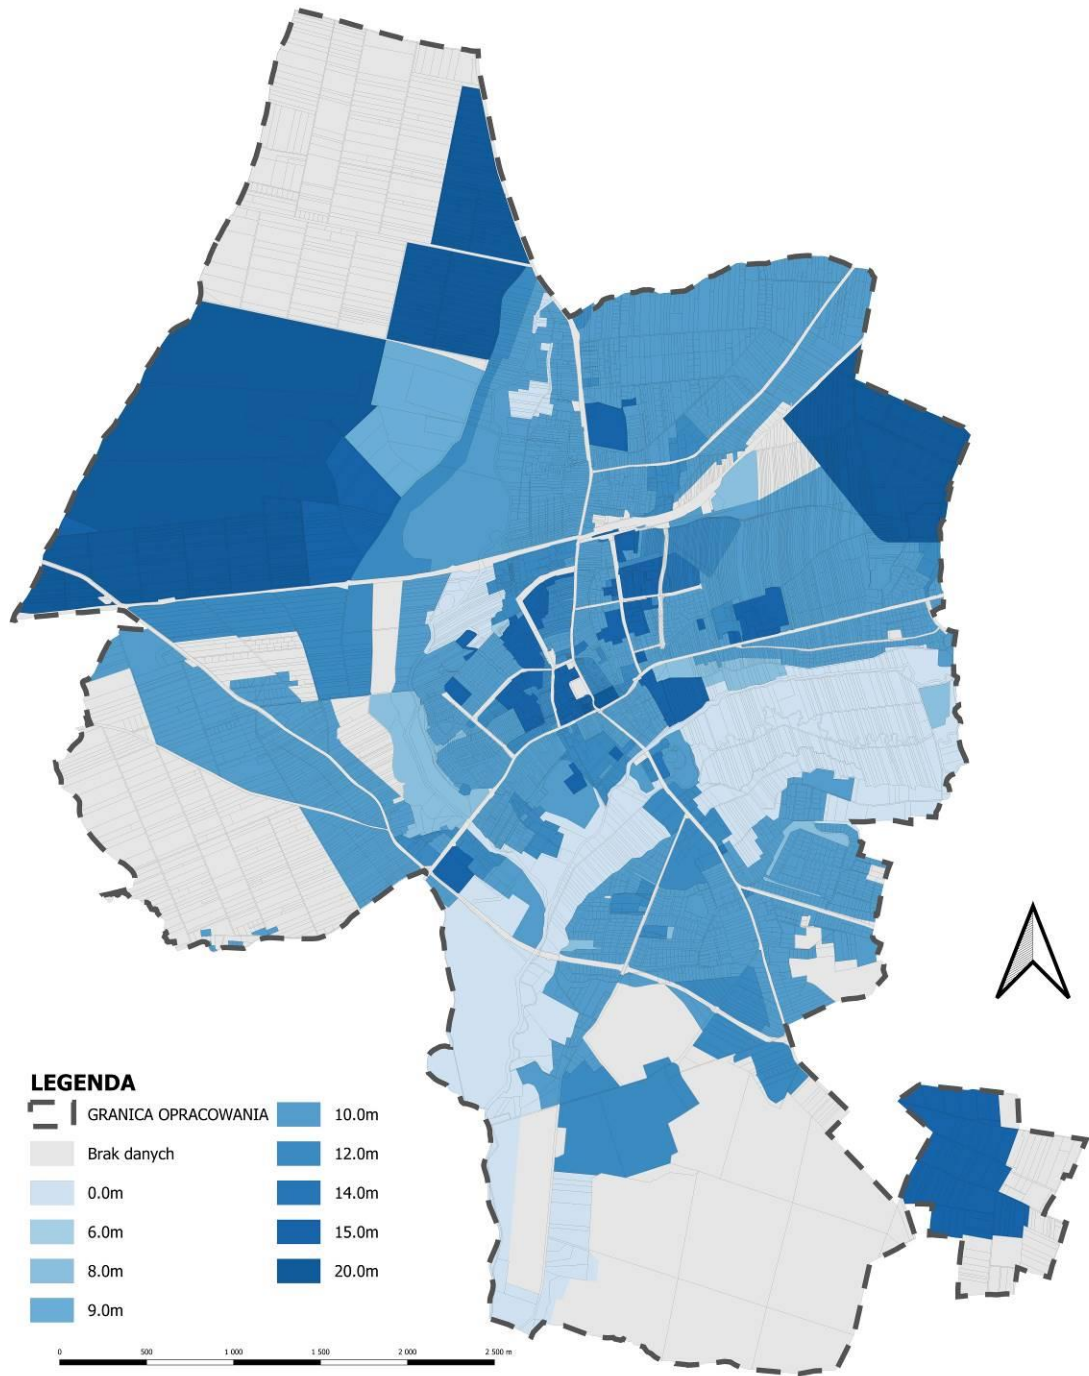 LEGENDA
GRANICA OPRACOWANIA
Brak danych
0.0m
6.0m
8.0m
9.0m
10.0m
12.0m
14.0m
15.0m
20.0m
0 500 1 000 1 500 2 000 2 500 m